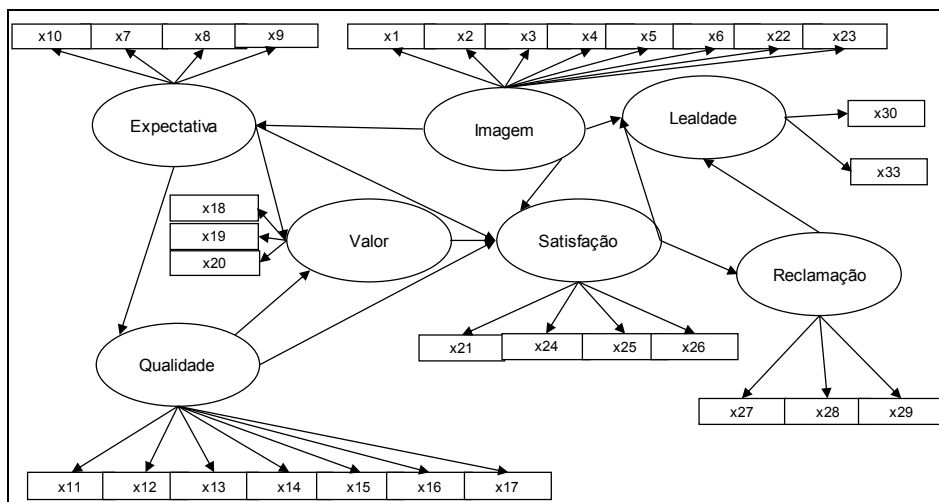 x10 x7 x8 x9 x1 x2 x3 x4 x5 x6 x22 x23
Expectativa Imagem Lealdade
x30
x33
x18
x19
x20
Valor Satisfação Reclamação
x21 x24 x25 x26
Qualidade
x27 x28 x29
x11 x12 x13 x14 x15 x16 x17